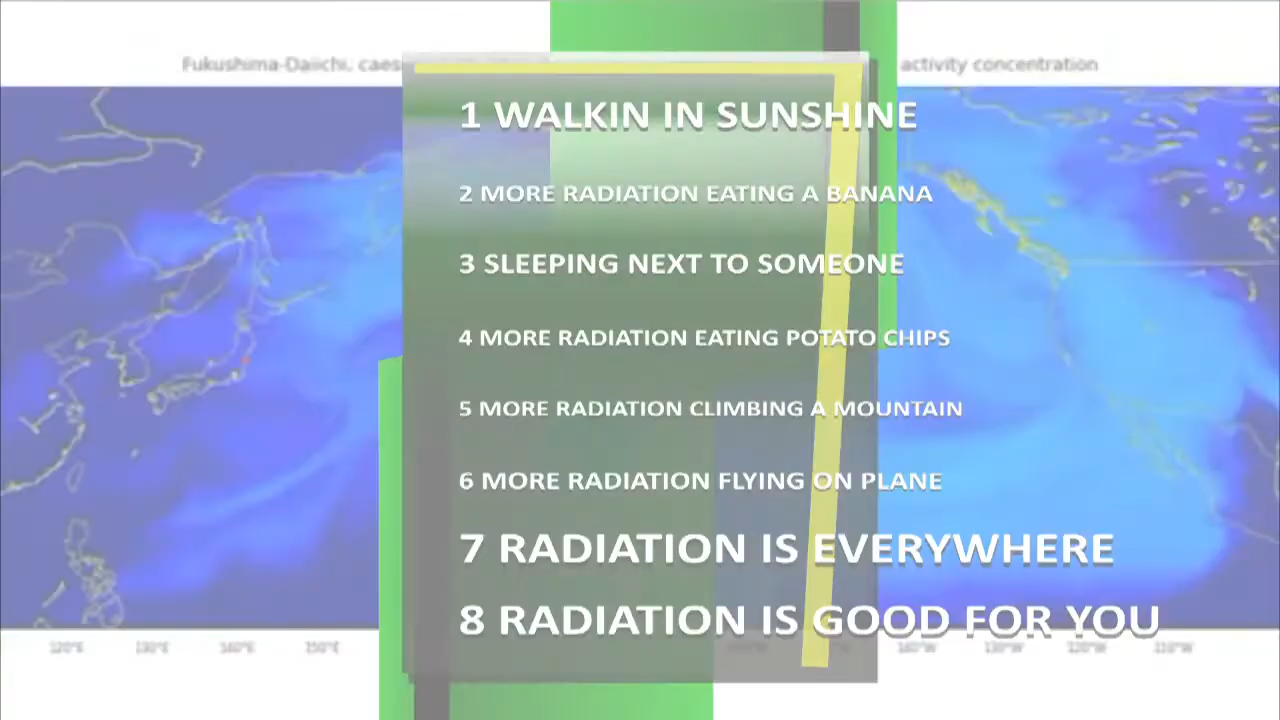 Fukushima-Daiichi, caes activity concentration
1 WALKIN IN SUNSHINE
2 MORE RADIATION EATING A BANANA
3 SLEEPING NEXT TO SOMEONE
4 MORE RADIATION EATING POTATO CHIPS
5 MORE RADIATION CLIMBING A MOUNTAIN
6 MORE RADIATION FLYING ON PLANE
7 RADIATION IS EVERYWHERE
8 RADIATION IS GOOD FOR YOU
120°E 130°E 140°E 150°E 140°W 130°W 120°W 110°W